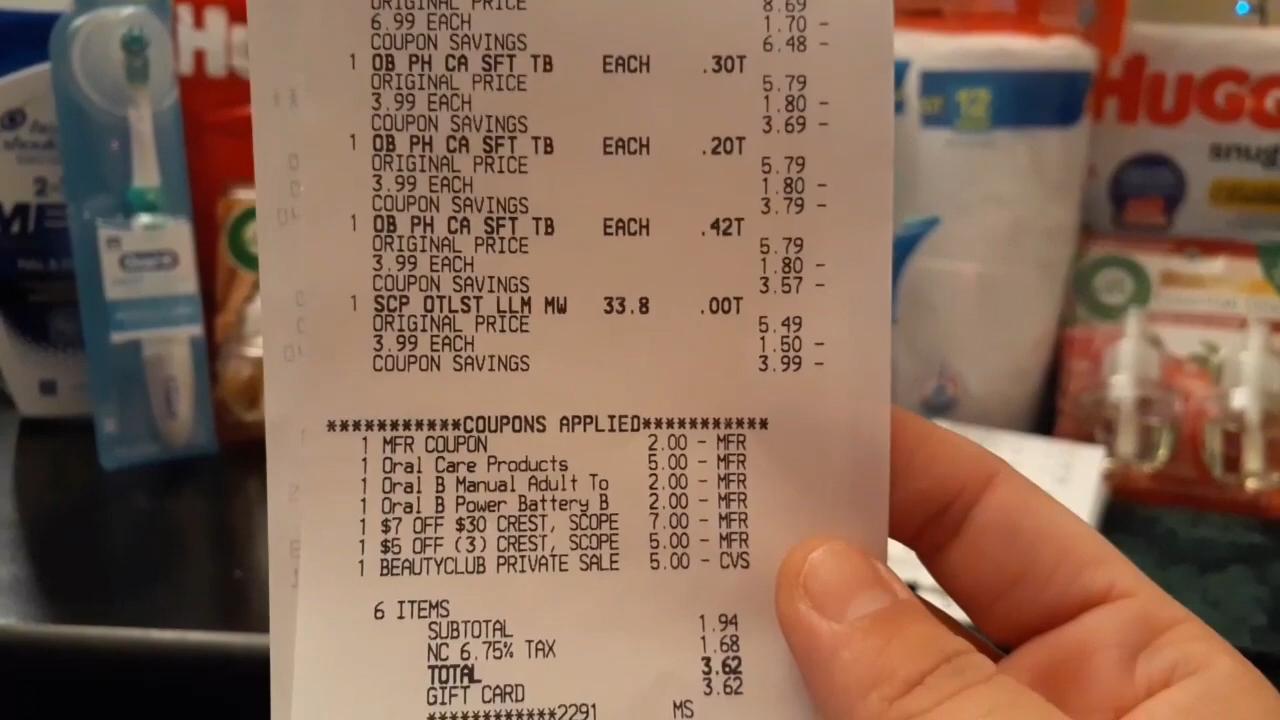 ORIGINAL PRICE 8.69
6.99 EACH 1.70 -
COUPON SAVINGS 6.48 -
1 OB PH CA SFT TB EACH .30T
ORIGINAL PRICE 5.79
3.99 EACH 1.80 -
COUPON SAVINGS 3.69 -
1 OB PH CA SFT TB EACH .20T
ORIGINAL PRICE 5.79
3.99 EACH 1.80 -
COUPON SAVINGS 3.79 -
1 OB PH CA SFT TB EACH .42T
ORIGINAL PRICE 5.79
3.99 EACH 1.80 -
COUPON SAVINGS 3.57 -
1 SCP OTLST LLM MW 33.8 .00T
ORIGINAL PRICE 5.49
3.99 EACH 1.50 -
COUPON SAVINGS 3.99 -
***********COUPONS APPLIED***********
1 MFR COUPON 2.00 - MFR
1 Oral Care Products 5.00 - MFR
1 Oral B Manual Adult To 2.00 - MFR
1 Oral B Power Battery B 2.00 - MFR
1 $7 OFF $30 CREST, SCOPE 7.00 - MFR
1 $5 OFF (3) CREST, SCOPE 5.00 - MFR
1 BEAUTYCLUB PRIVATE SALE 5.00 - CVS
6 ITEMS
SUBTOTAL 1.94
NC 6.75% TAX 1.68
TOTAL 3.62
GIFT CARD 3.62
************2291 MS
12
HUGG
snug